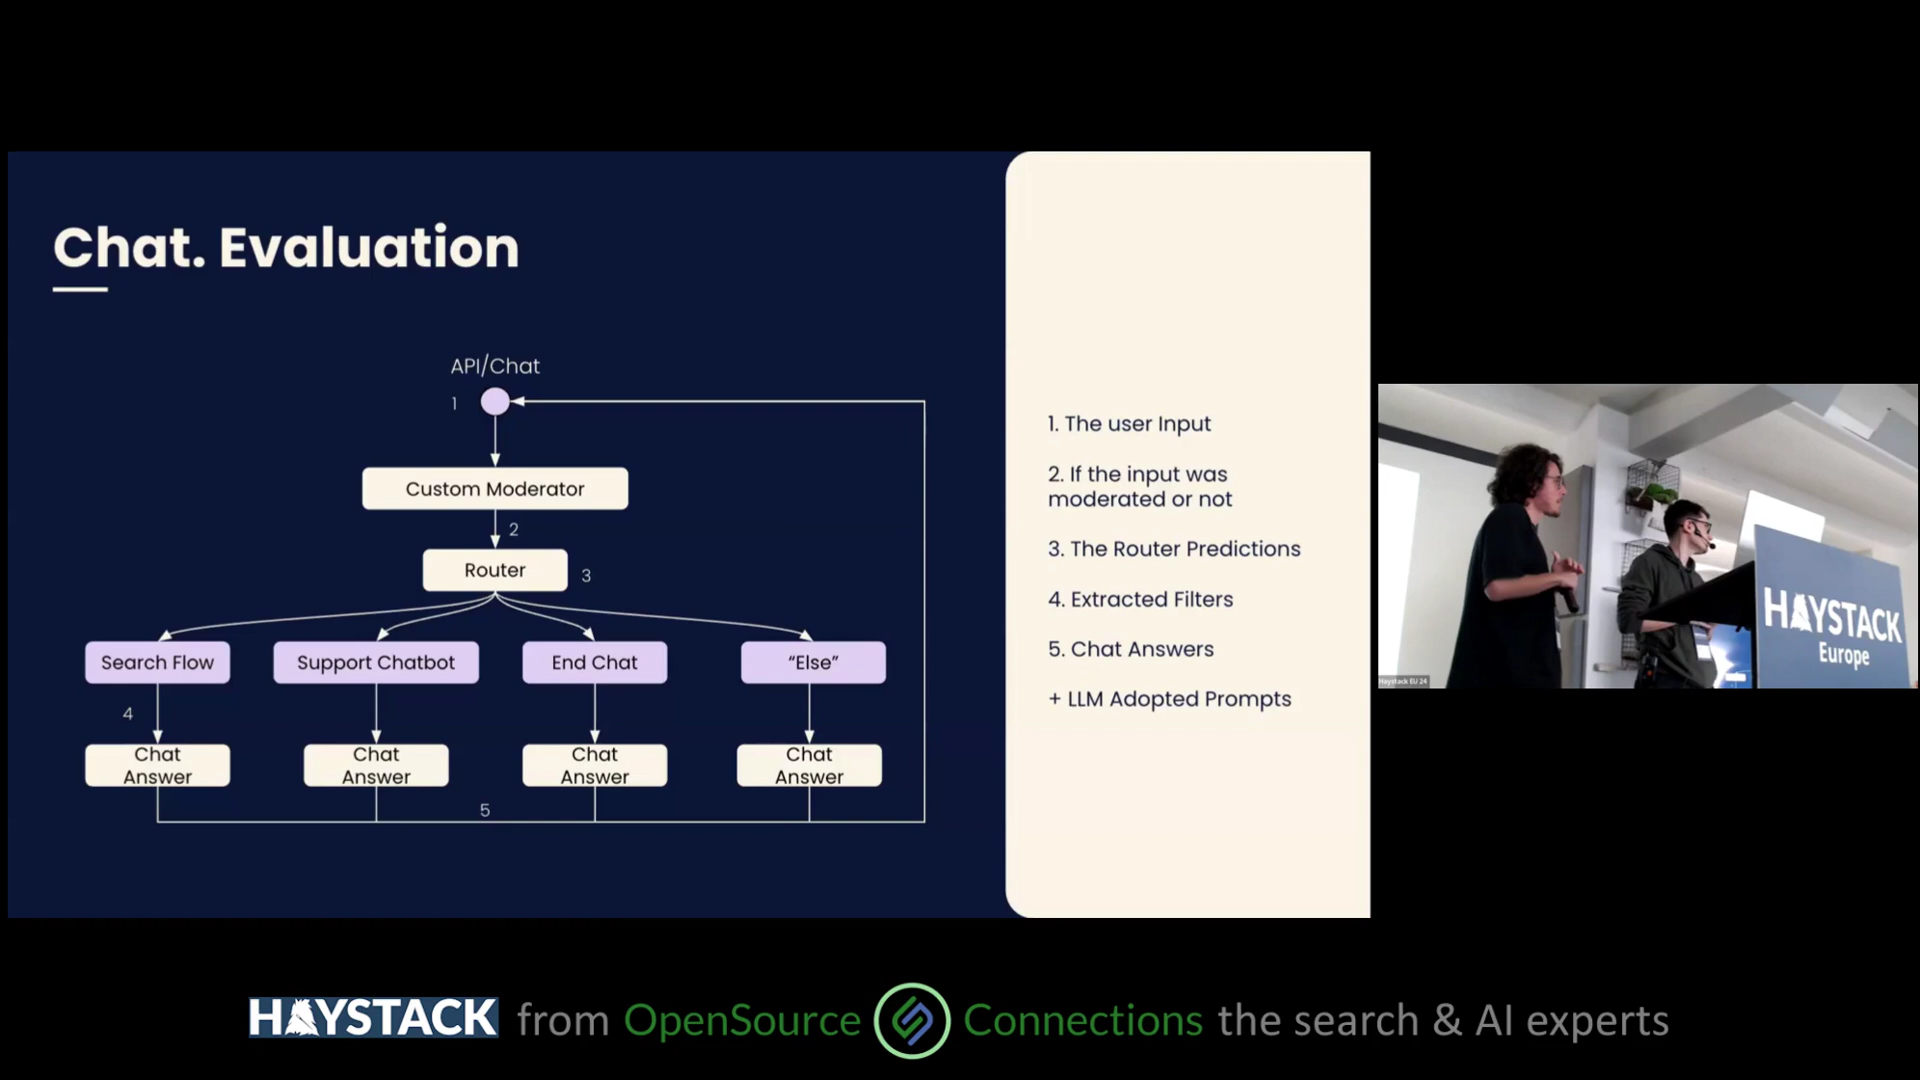 Chat. Evaluation
API/Chat
1
Custom Moderator
2
Router
3
Search Flow
Support Chatbot
End Chat
“Else”
4
Chat
Answer
Chat
Answer
Chat
Answer
Chat
Answer
5
1. The user Input
2. If the input was
moderated or not
3. The Router Predictions
4. Extracted Filters
5. Chat Answers
+ LLM Adopted Prompts
HAYSTACK
Europe
Haystack EU 24
HAYSTACK from OpenSource Connections the search & AI experts